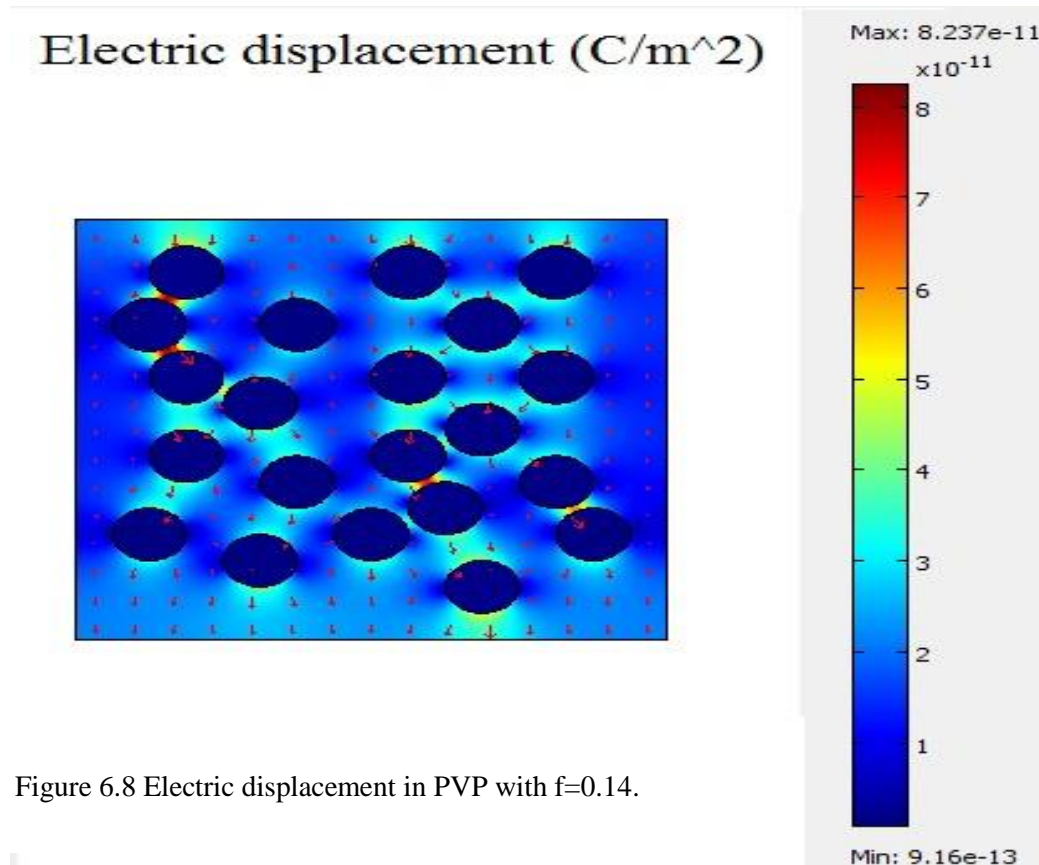 Electric displacement (C/m^2)
Max: 8.237e-11
x10-11
8
7
6
5
4
3
2
1
Min: 9.16e-13
Figure 6.8 Electric displacement in PVP with f=0.14.